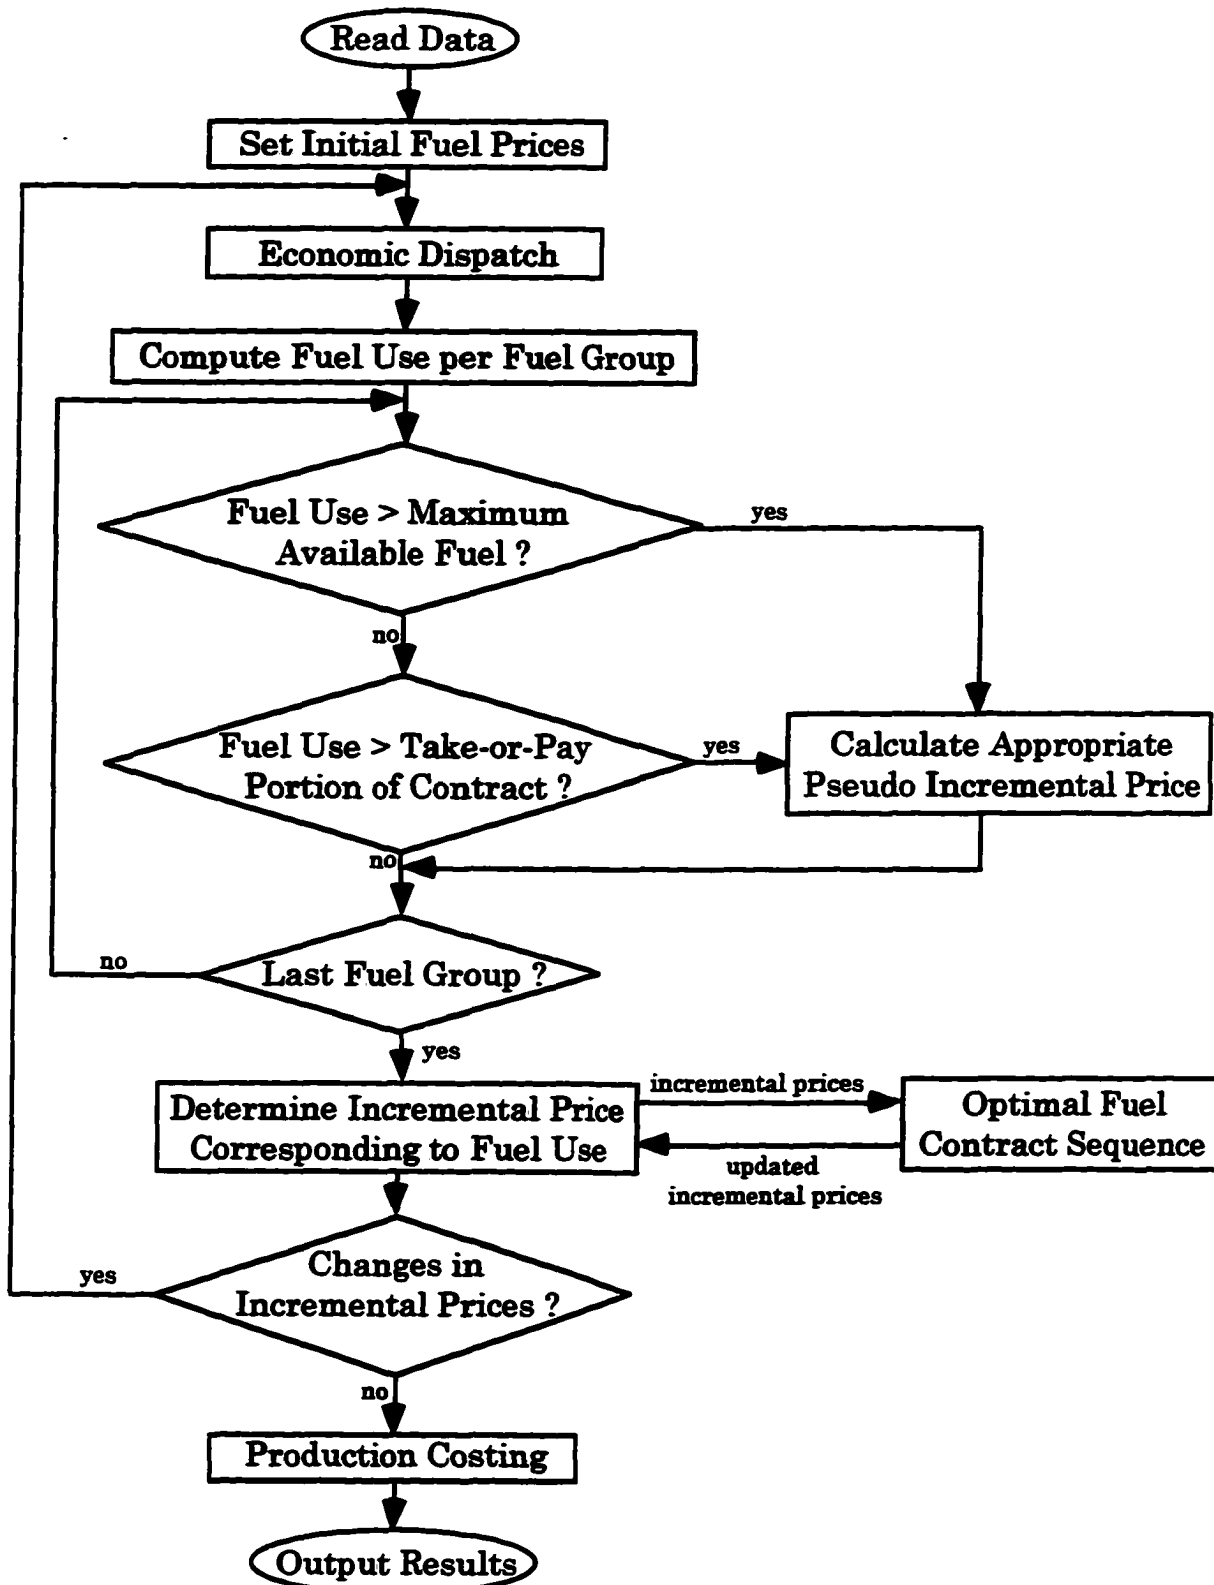 Read Data
Set Initial Fuel Prices
Economic Dispatch
Compute Fuel Use per Fuel Group
Fuel Use > Maximum
Available Fuel ?
yes
no
Fuel Use > Take-or-Pay
Portion of Contract ?
yes
Calculate Appropriate
Pseudo Incremental Price
no
Last Fuel Group ?
no
yes
Determine Incremental Price
Corresponding to Fuel Use
incremental prices
updated
incremental prices
Optimal Fuel
Contract Sequence
Changes in
Incremental Prices ?
yes
no
Production Costing
Output Results